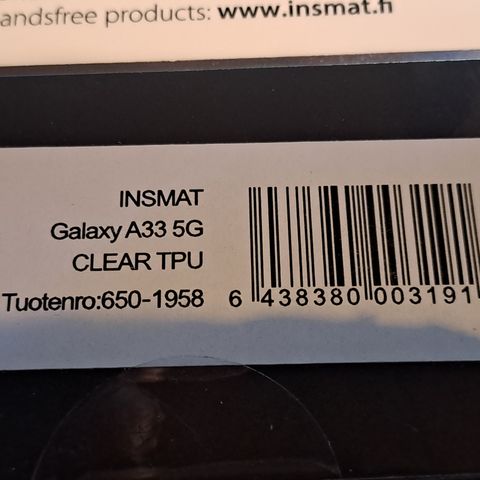 andsfree products: www.insmat.fi
INSMAT
Galaxy A33 5G
CLEAR TPU
Tuotenro:650-1958
6 438380 003191